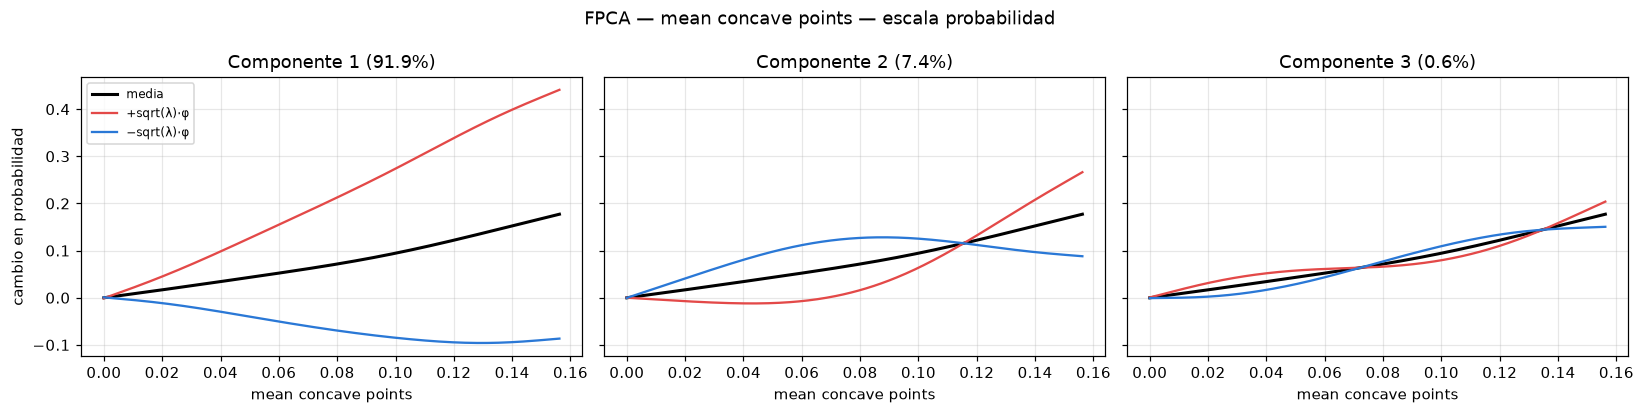 FPCA — mean concave points — escala probabilidad
Componente 1 (91.9%)
Componente 2 (7.4%)
Componente 3 (0.6%)
media
+sqrt(λ)·φ
−sqrt(λ)·φ
cambio en probabilidad
0.4
0.3
0.2
0.1
0.0
−0.1
0.00 0.02 0.04 0.06 0.08 0.10 0.12 0.14 0.16
0.00 0.02 0.04 0.06 0.08 0.10 0.12 0.14 0.16
0.00 0.02 0.04 0.06 0.08 0.10 0.12 0.14 0.16
mean concave points
mean concave points
mean concave points